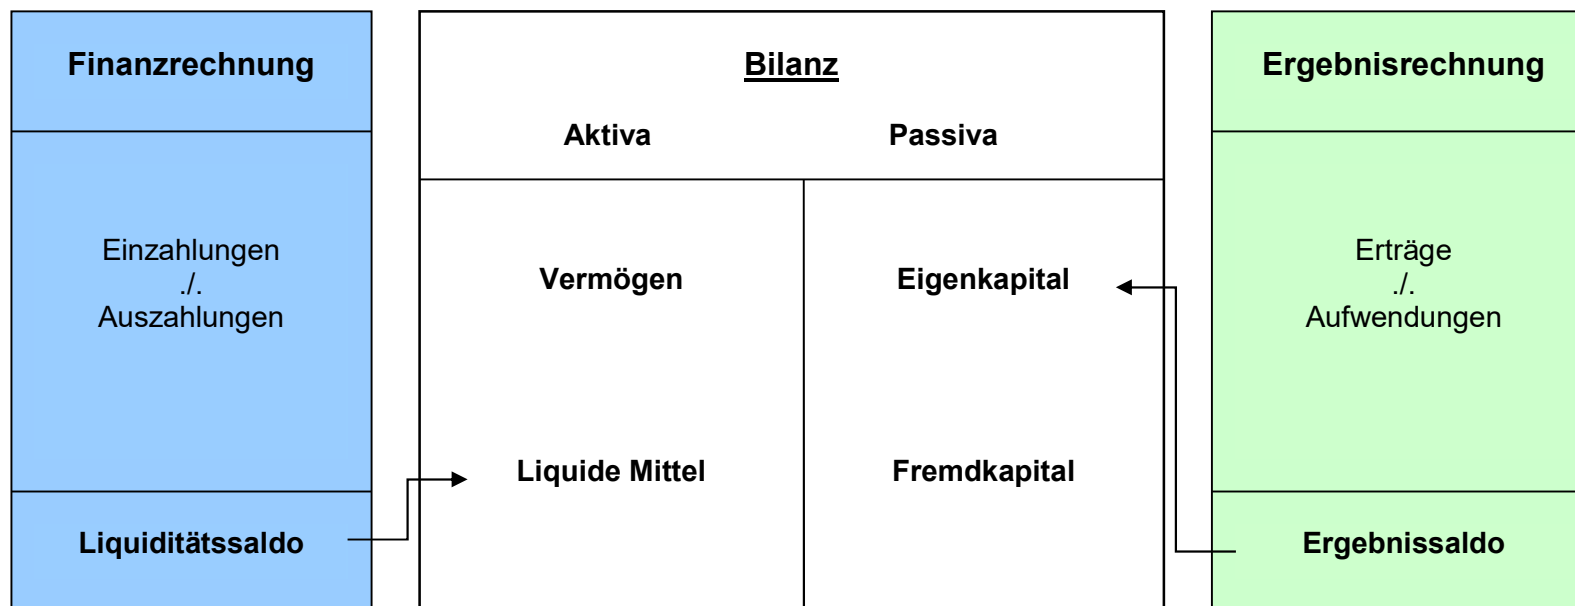 Finanzrechnung
Einzahlungen
./.
Auszahlungen
Liquiditätssaldo
Bilanz
Aktiva Passiva
Vermögen Eigenkapital
Liquide Mittel Fremdkapital
Ergebnisrechnung
Erträge
./.
Aufwendungen
Ergebnissaldo